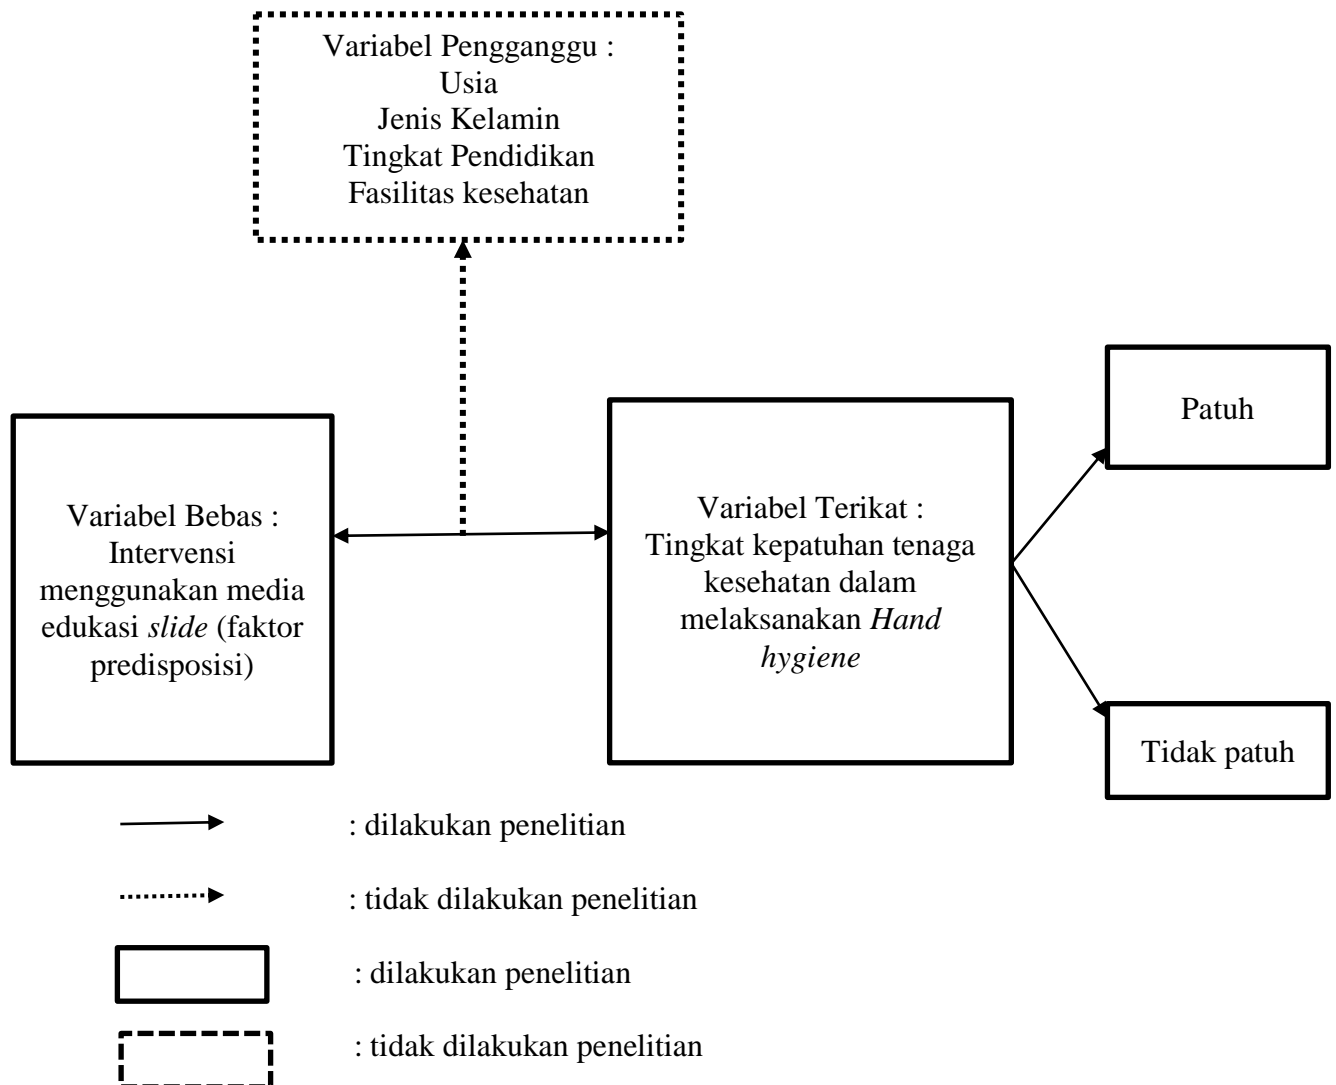 Variabel Pengganggu :
Usia
Jenis Kelamin
Tingkat Pendidikan
Fasilitas kesehatan
Variabel Bebas :
Intervensi
menggunakan media
edukasi slide (faktor
predisposisi)
Variabel Terikat :
Tingkat kepatuhan tenaga
kesehatan dalam
melaksanakan Hand
hygiene
Patuh
Tidak patuh
: dilakukan penelitian
: tidak dilakukan penelitian
: dilakukan penelitian
: tidak dilakukan penelitian